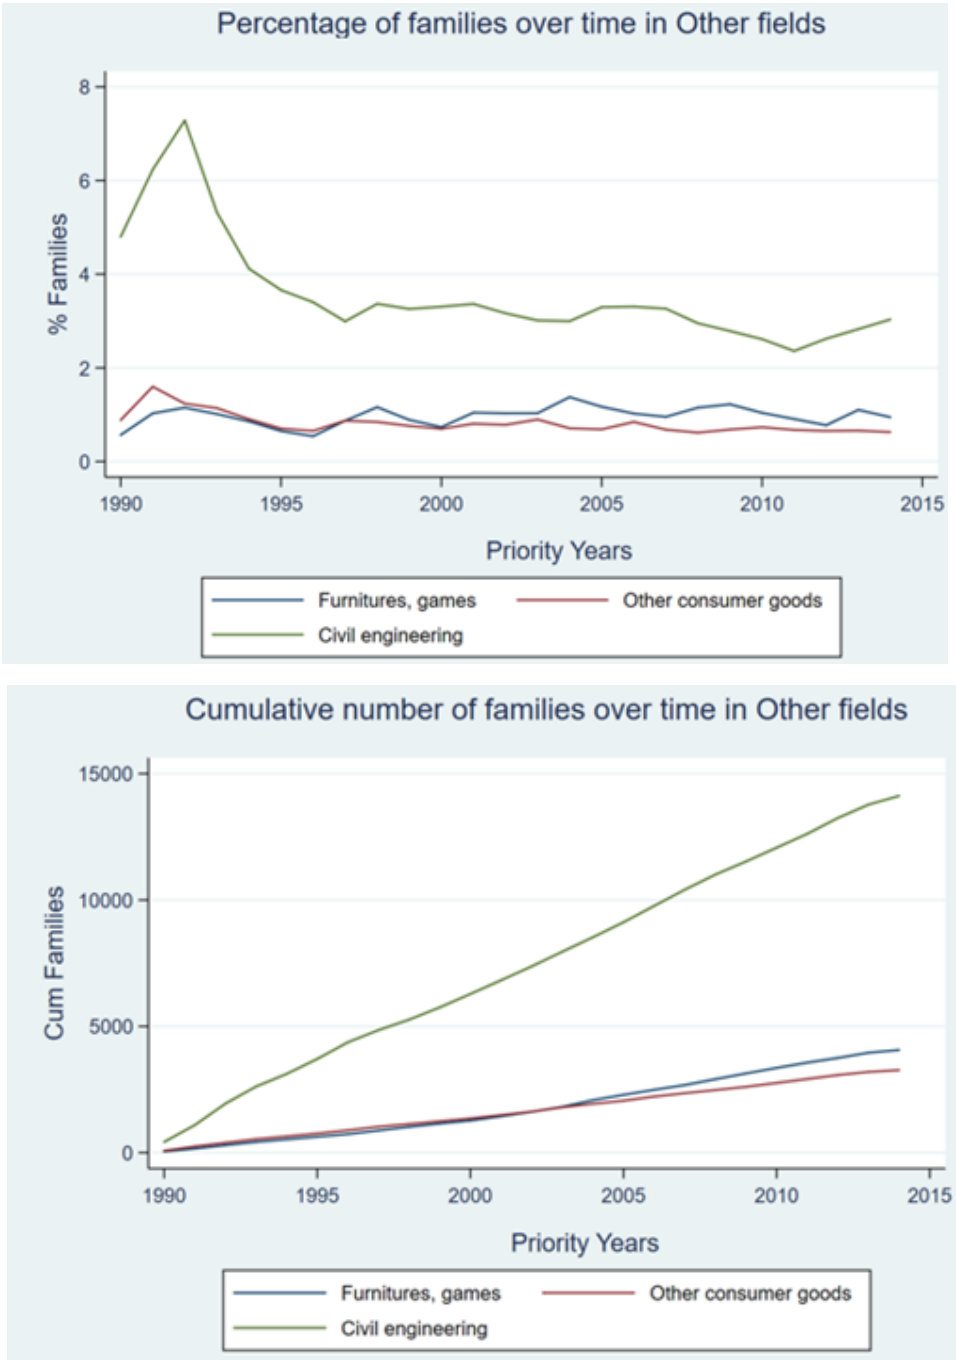 Percentage of families over time in Other fields
% Families
8
6
4
2
0
1990 1995 2000 2005 2010 2015
Priority Years
Furnitures, games Other consumer goods
Civil engineering
Cumulative number of families over time in Other fields
Cum Families
15000
10000
5000
0
1990 1995 2000 2005 2010 2015
Priority Years
Furnitures, games Other consumer goods
Civil engineering